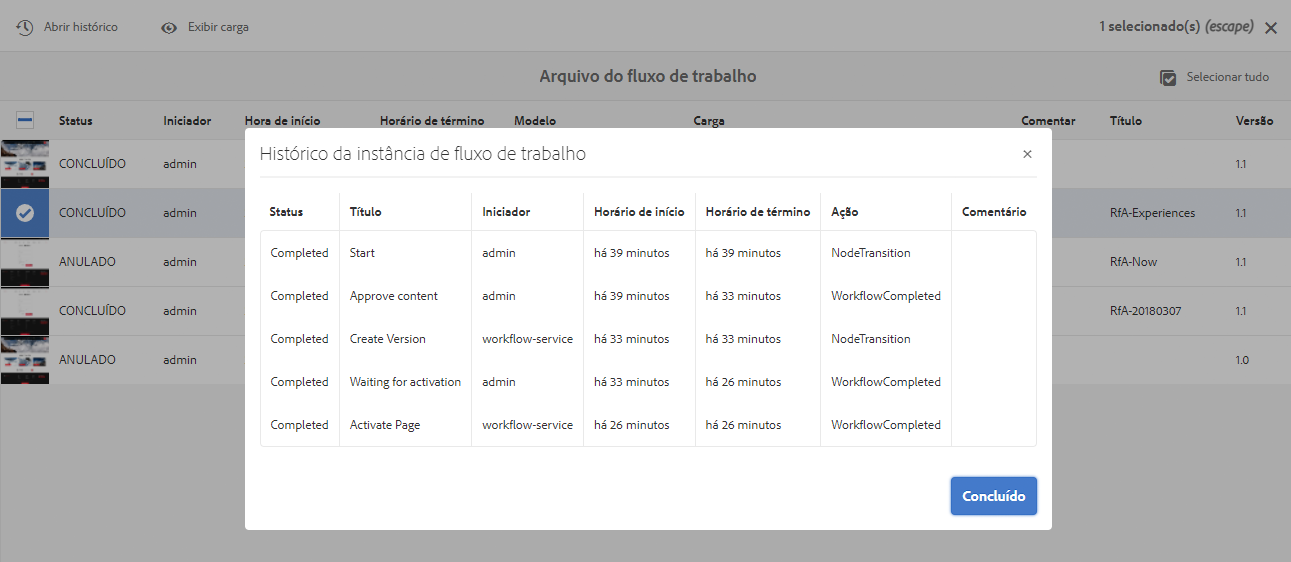 Abrir histórico Exibir carga 1 selecionado(s) (escape)
Arquivo do fluxo de trabalho Selecionar tudo
Status Iniciador Hora de início Horário de término Modelo Carga Comentar Título Versão
CONCLUÍDO admin 1.1
CONCLUÍDO admin RfA-Experiences 1.1
ANULADO admin RfA-Now 1.1
CONCLUÍDO admin RfA-20180307 1.1
ANULADO admin 1.0
Histórico da instância de fluxo de trabalho
Status Título Iniciador Horário de início Horário de término Ação Comentário
Completed Start admin há 39 minutos há 39 minutos NodeTransition
Completed Approve content admin há 39 minutos há 33 minutos WorkflowCompleted
Completed Create Version workflow-service há 33 minutos há 33 minutos NodeTransition
Completed Waiting for activation admin há 33 minutos há 26 minutos WorkflowCompleted
Completed Activate Page workflow-service há 26 minutos há 26 minutos WorkflowCompleted
Concluído